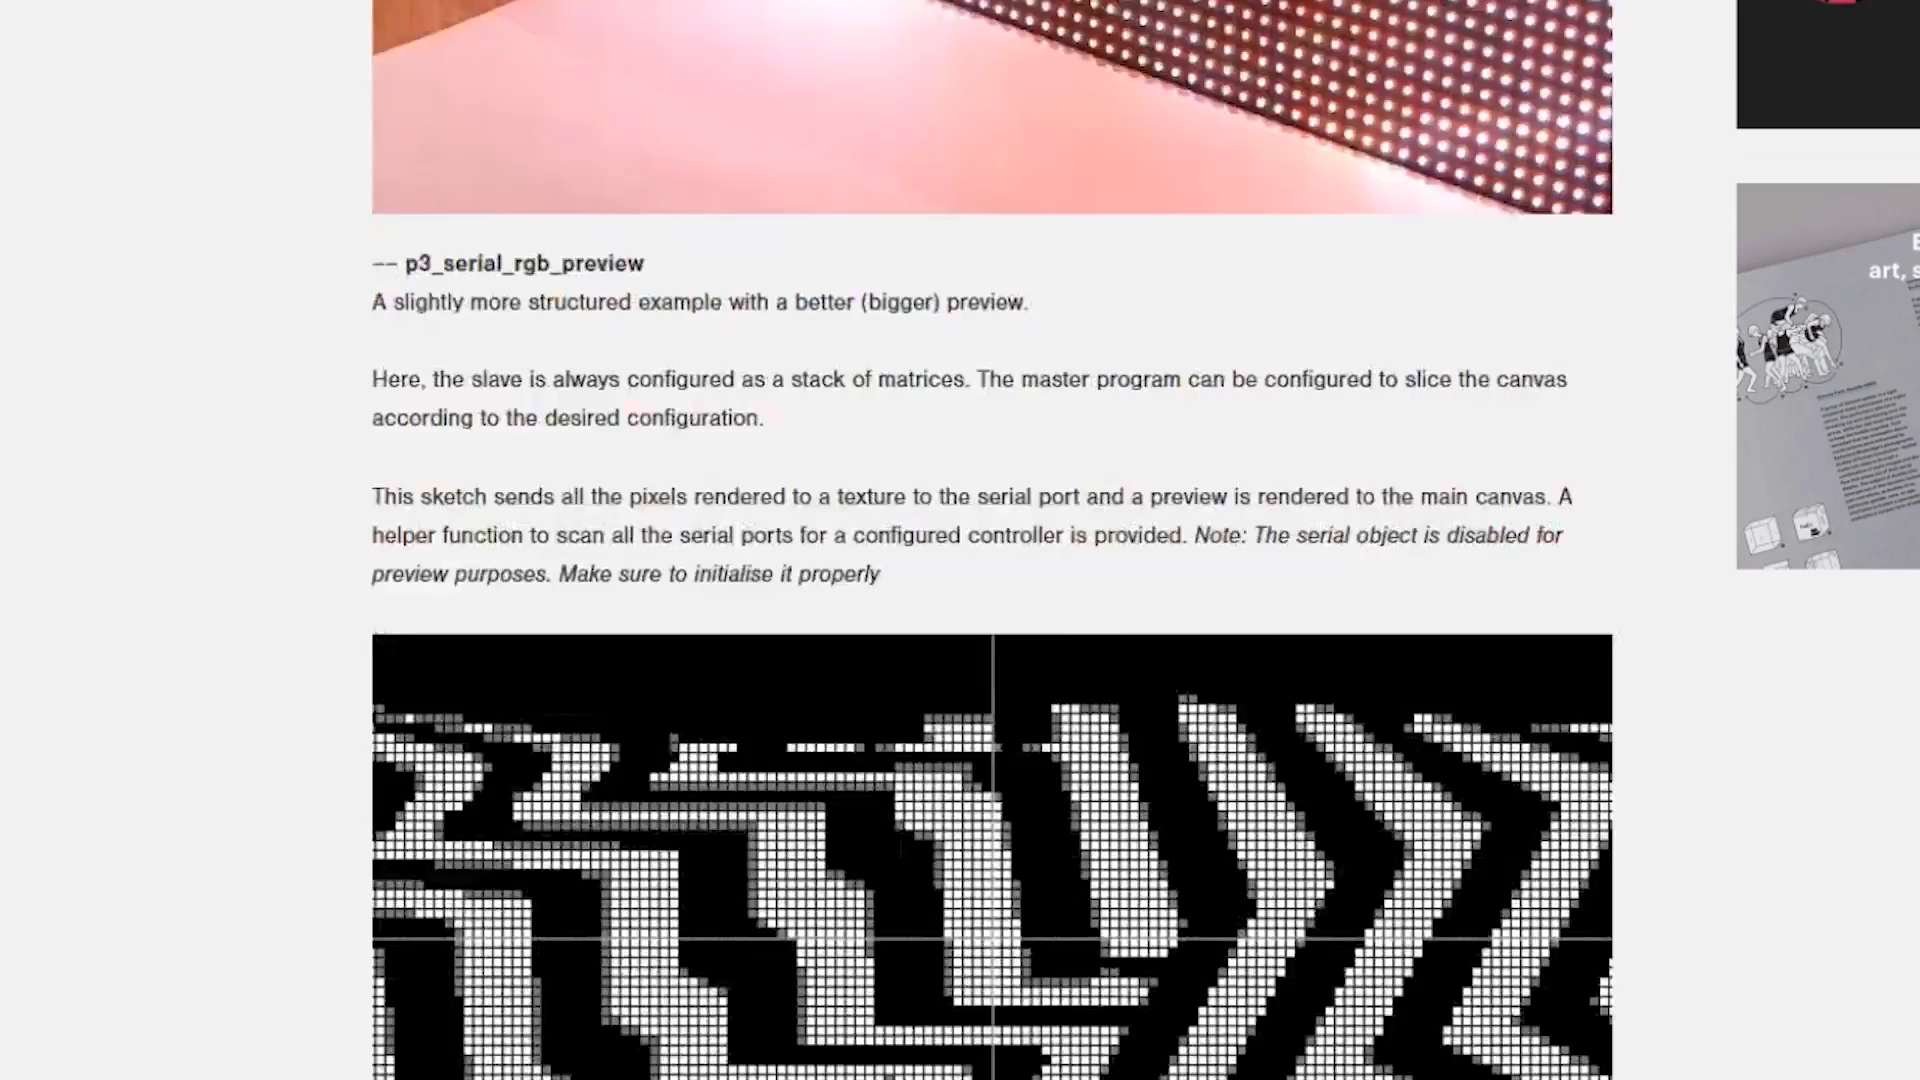 –– p3_serial_rgb_preview
A slightly more structured example with a better (bigger) preview.
Here, the slave is always configured as a stack of matrices. The master program can be configured to slice the canvas
according to the desired configuration.
This sketch sends all the pixels rendered to a texture to the serial port and a preview is rendered to the main canvas. A
helper function to scan all the serial ports for a configured controller is provided. Note: The serial object is disabled for
preview purposes. Make sure to initialise it properly
art,